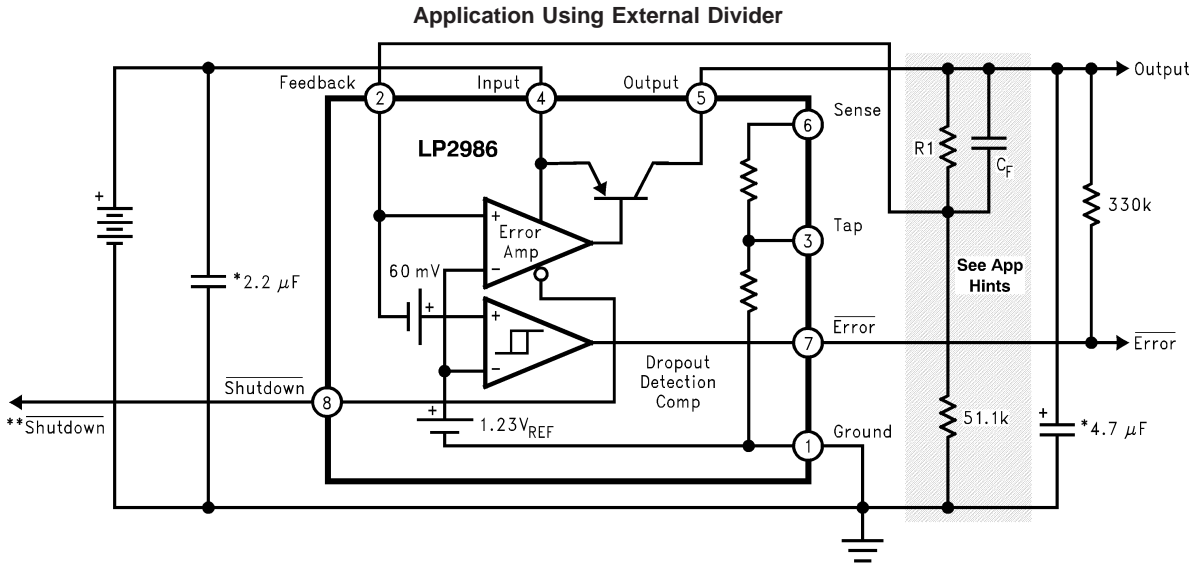 Application Using External Divider
Feedback
Input
Output
Output
2
4
5
6
Sense
LP2986
R1
CF
+
330k
+
Error
Amp
−
3
Tap
See App
Hints
*2.2 μF
60 mV
+
+
−
7
Error
Error
Dropout
Detection
Comp
Shutdown
8
**Shutdown
+
1.23VREF
51.1k
+
*4.7 μF
1
Ground